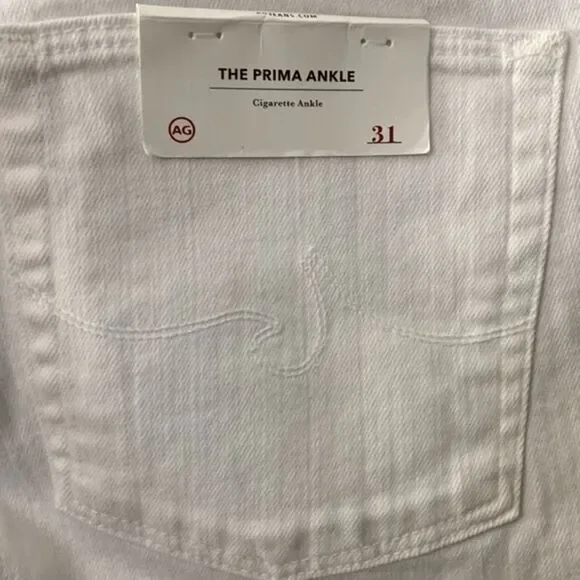 THE PRIMA ANKLE
Cigarette Ankle
AG
31